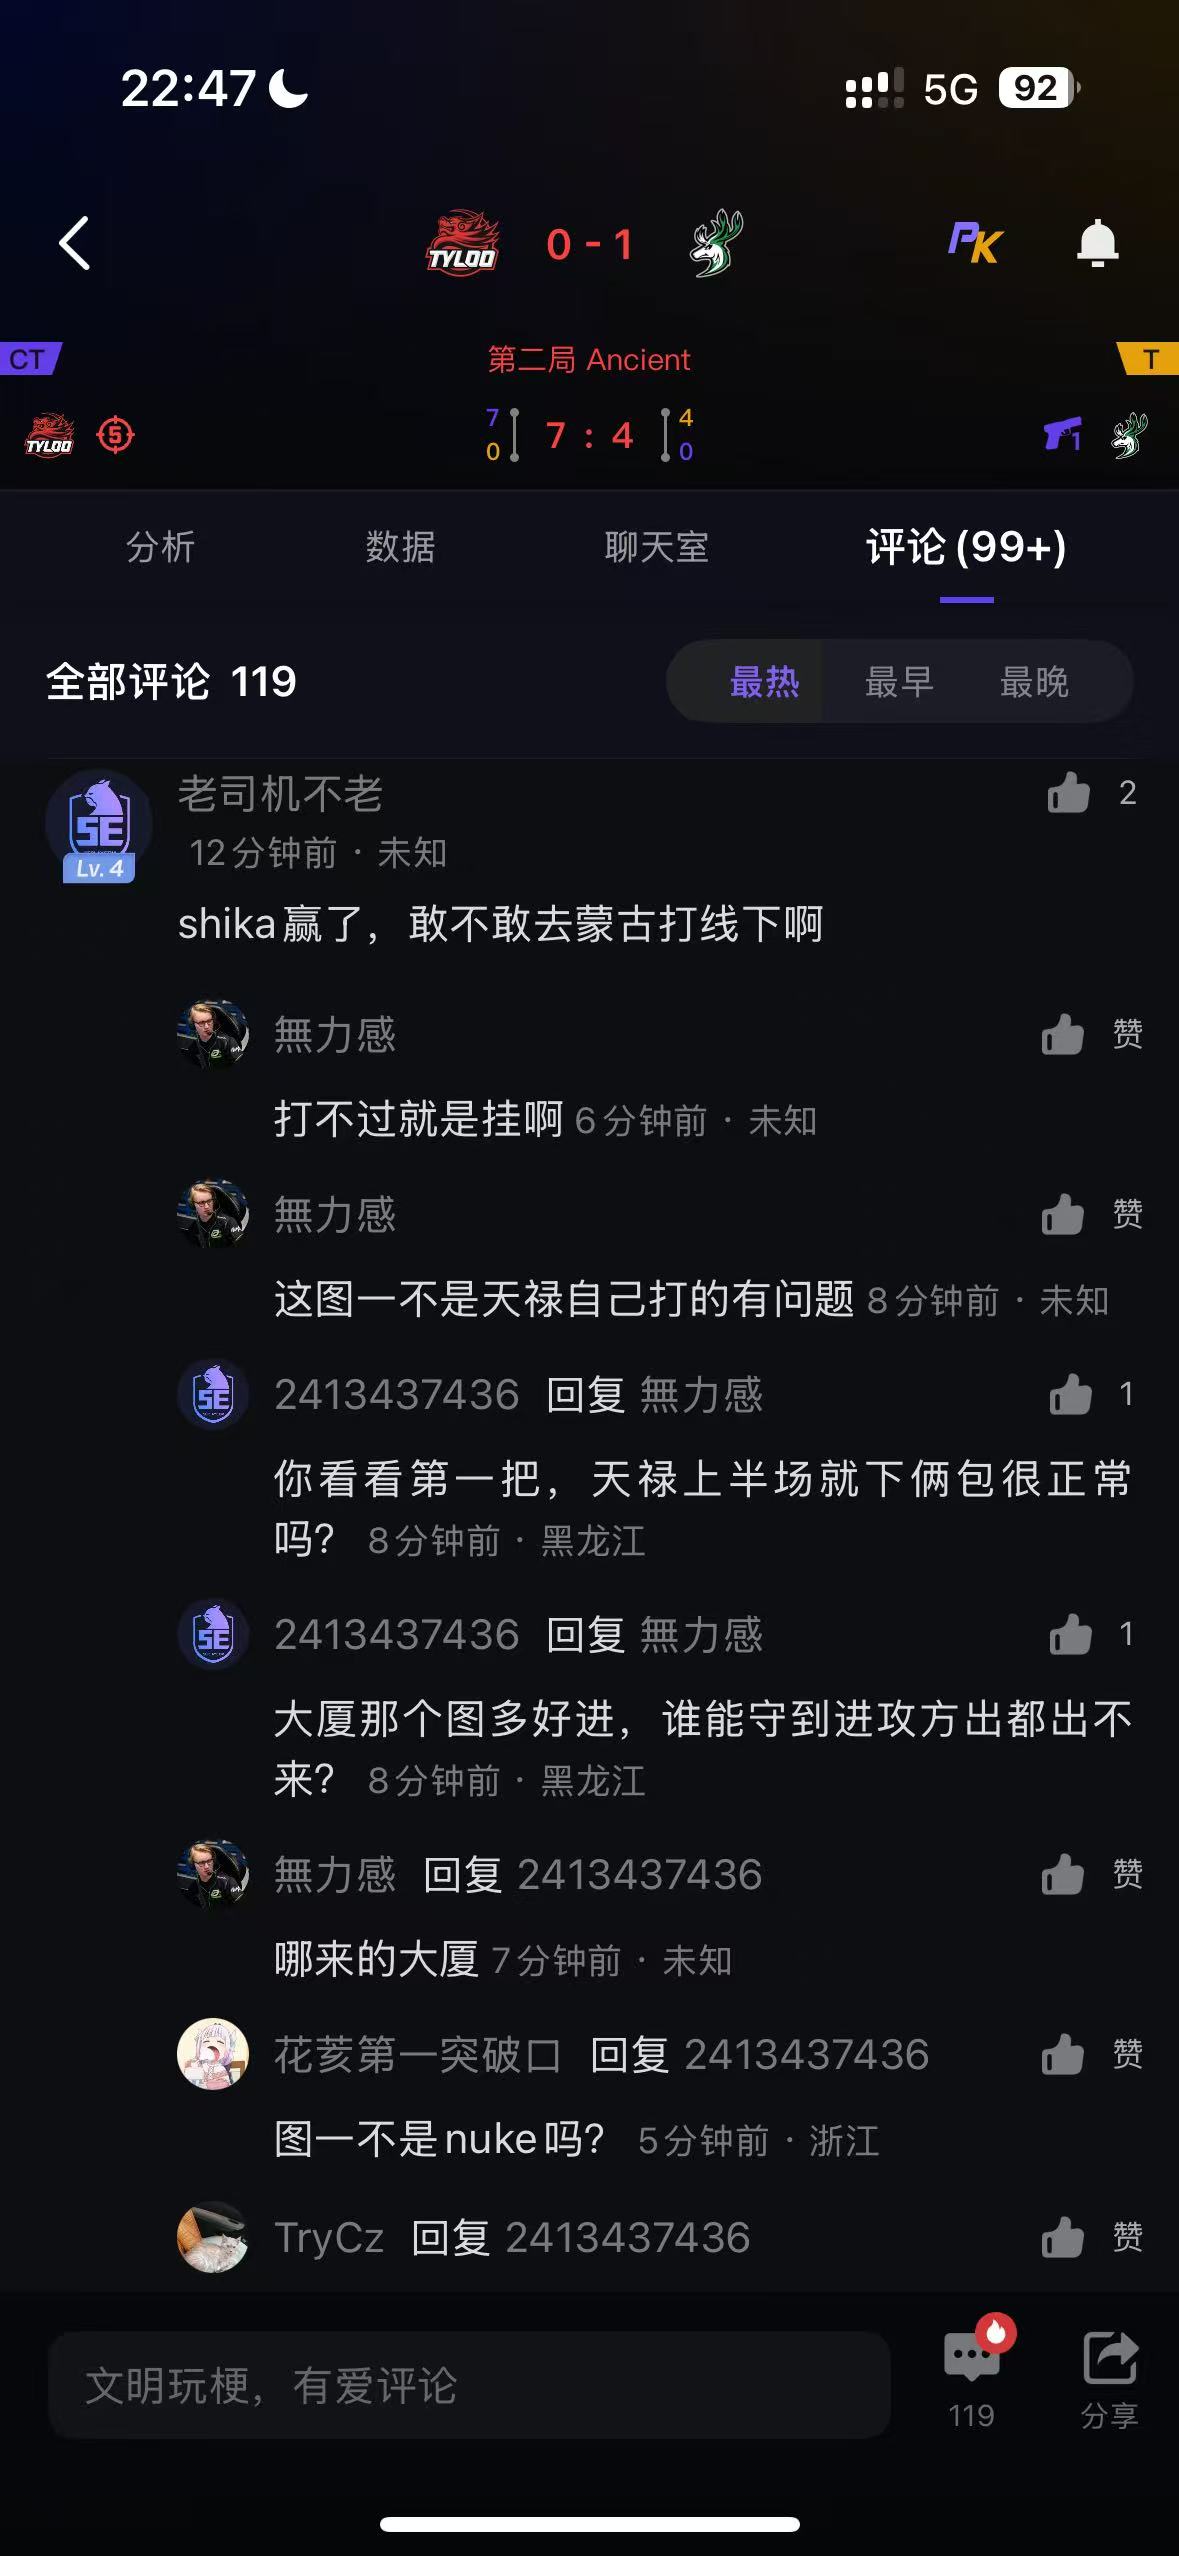 22:47
5G 92
TYLOO 0 - 1 PK
CT 第二局 Ancient T
TYLOO 5 7 0 7 : 4 4 0 1
分析 数据 聊天室 评论 (99+)
全部评论 119 最热 最早 最晚
SE 老司机不老 2
Lv. 4 12分钟前 · 未知
shika赢了，敢不敢去蒙古打线下啊
無力感 赞
打不过就是挂啊 6分钟前 · 未知
無力感 赞
这图一不是天禄自己打的有问题 8分钟前 · 未知
SE 2413437436 回复 無力感 1
你看看第一把，天禄上半场就下俩包很正常
吗? 8分钟前 · 黑龙江
SE 2413437436 回复 無力感 1
大厦那个图多好进，谁能守到进攻方出都出不
来? 8分钟前 · 黑龙江
無力感 回复 2413437436 赞
哪来的大厦 7分钟前 · 未知
花荄第一突破口 回复 2413437436 赞
图一不是nuke吗? 5分钟前 · 浙江
TryCz 回复 2413437436 赞
文明玩梗，有爱评论 119 分享